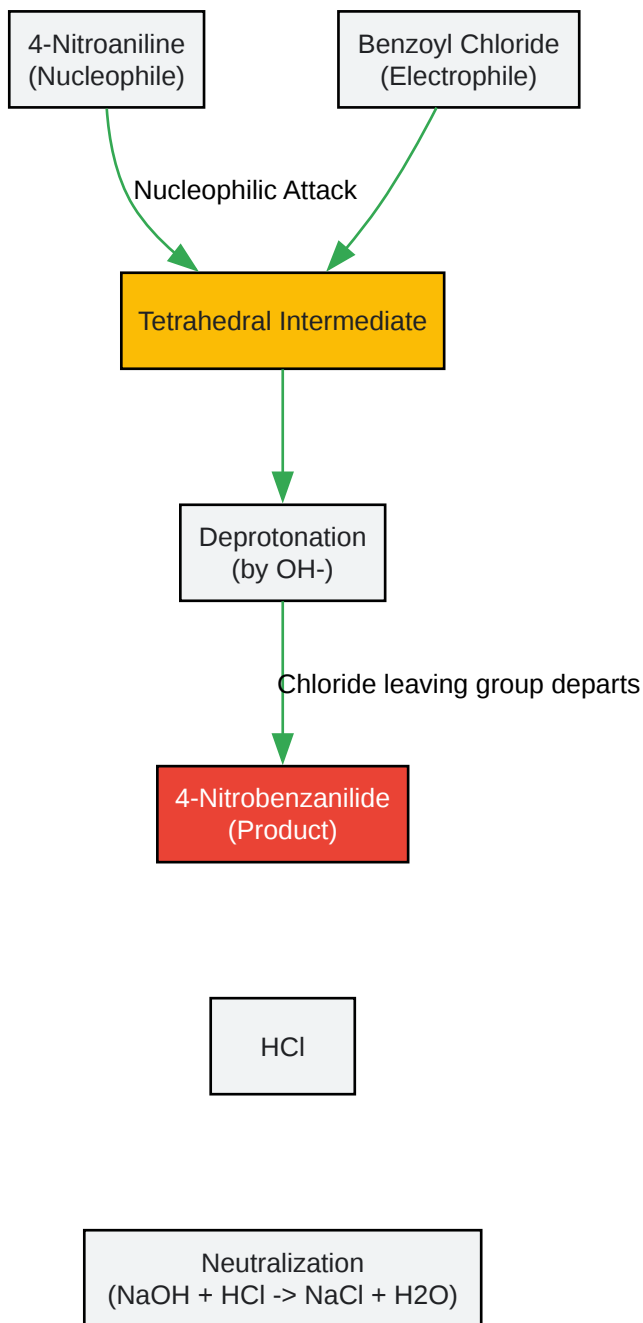 4-Nitroaniline
(Nucleophile)
Benzoyl Chloride
(Electrophile)
Nucleophilic Attack
Tetrahedral Intermediate
Deprotonation
(by OH-)
Chloride leaving group departs
4-Nitrobenzanilide
(Product)
HCl
Neutralization
(NaOH + HCl -> NaCl + H2O)